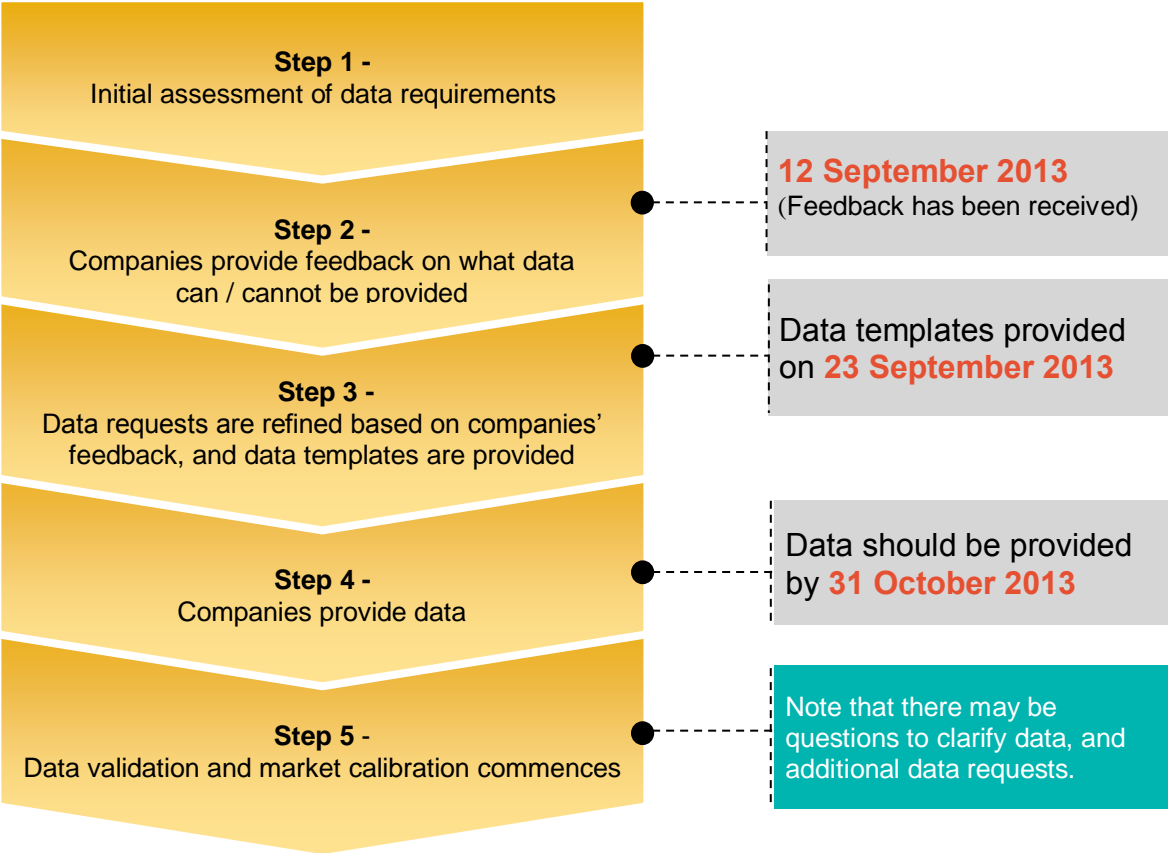 Step 1 -
Initial assessment of data requirements
12 September 2013
(Feedback has been received)
Step 2 -
Companies provide feedback on what data
can / cannot be provided
Data templates provided
on 23 September 2013
Step 3 -
Data requests are refined based on companies’
feedback, and data templates are provided
Data should be provided
by 31 October 2013
Step 4 -
Companies provide data
Note that there may be
questions to clarify data, and
additional data requests.
Step 5 -
Data validation and market calibration commences